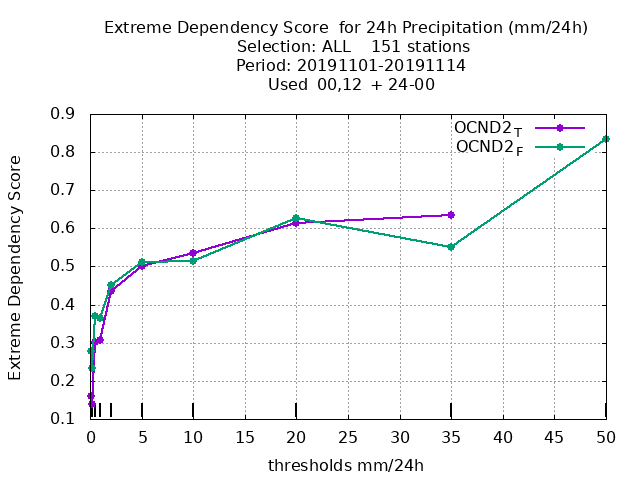 Extreme Dependency Score  for 24h Precipitation (mm/24h)
Selection: ALL    151 stations
Period: 20191101-20191114
Used  00,12  + 24-00
OCND2T
OCND2F
Extreme Dependency Score
0.9
0.8
0.7
0.6
0.5
0.4
0.3
0.2
0.1
0 5 10 15 20 25 30 35 40 45 50
thresholds mm/24h